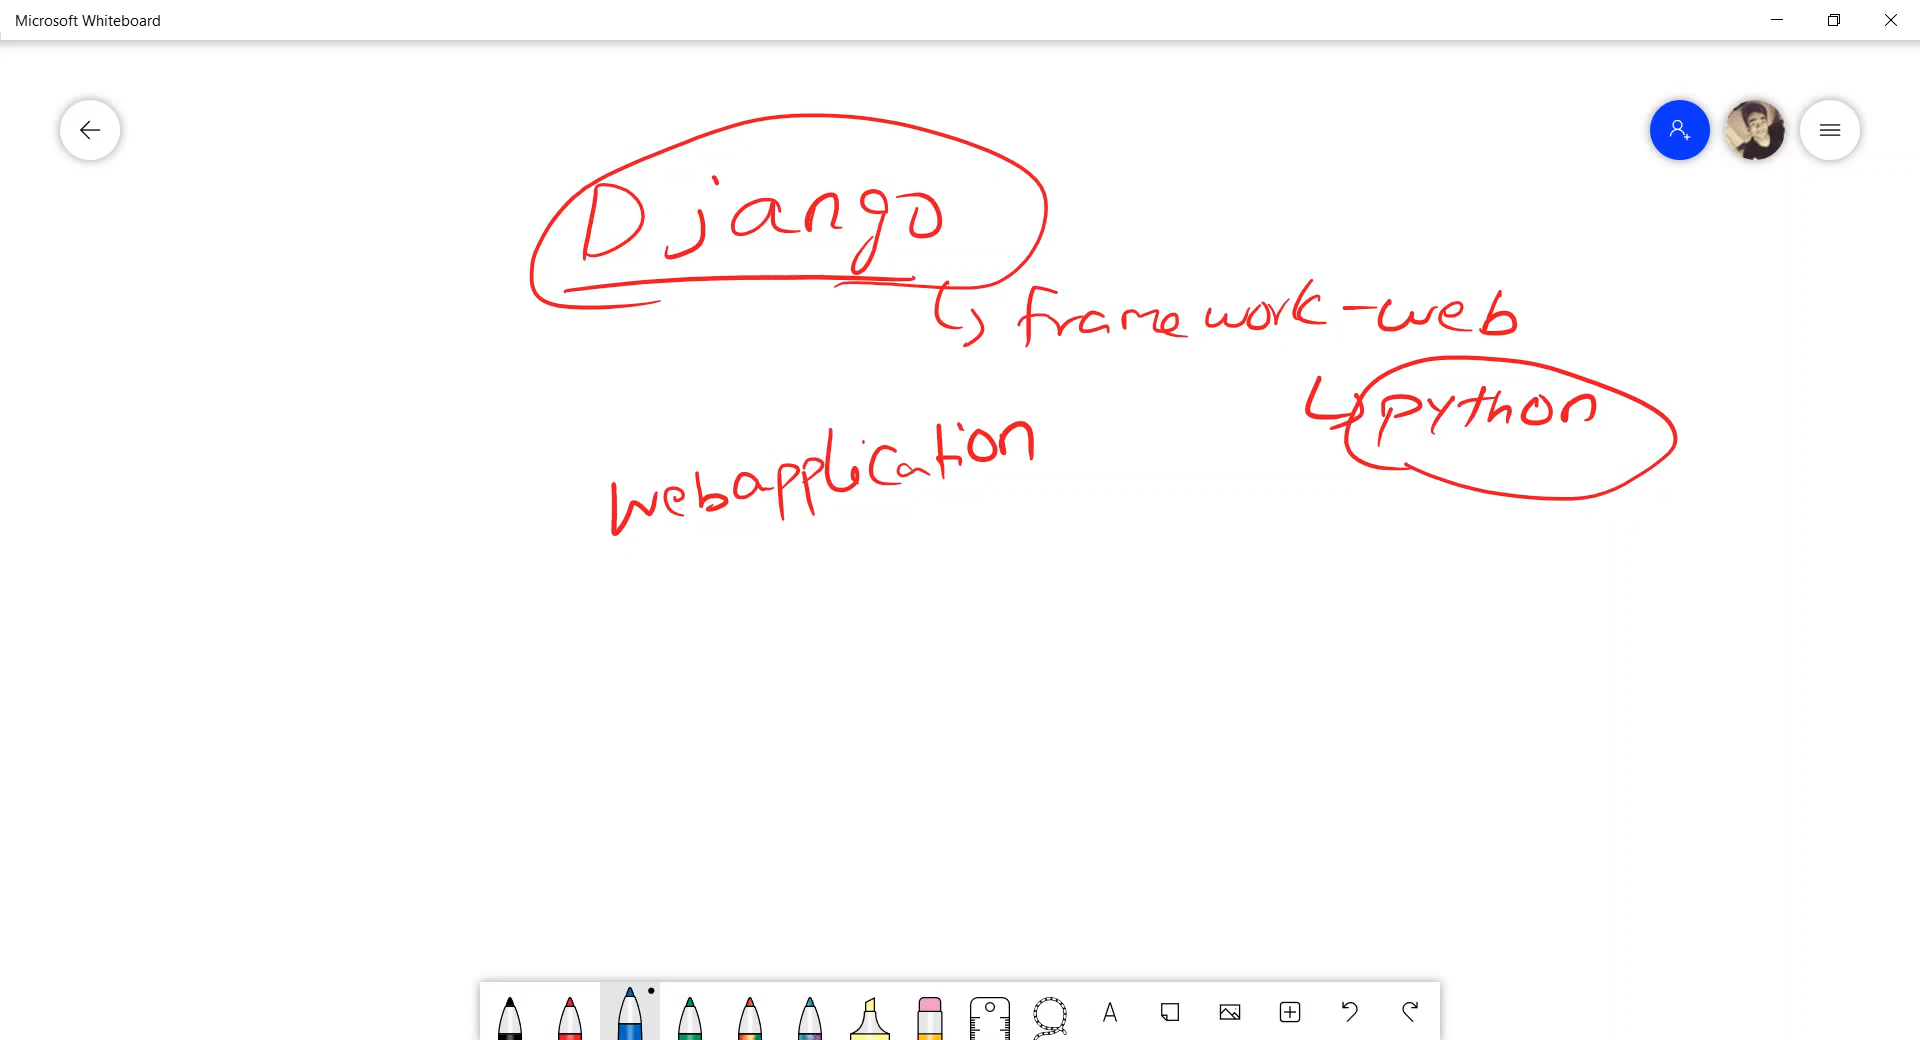 Microsoft Whiteboard
Django
framework-web
python
webapplication
A